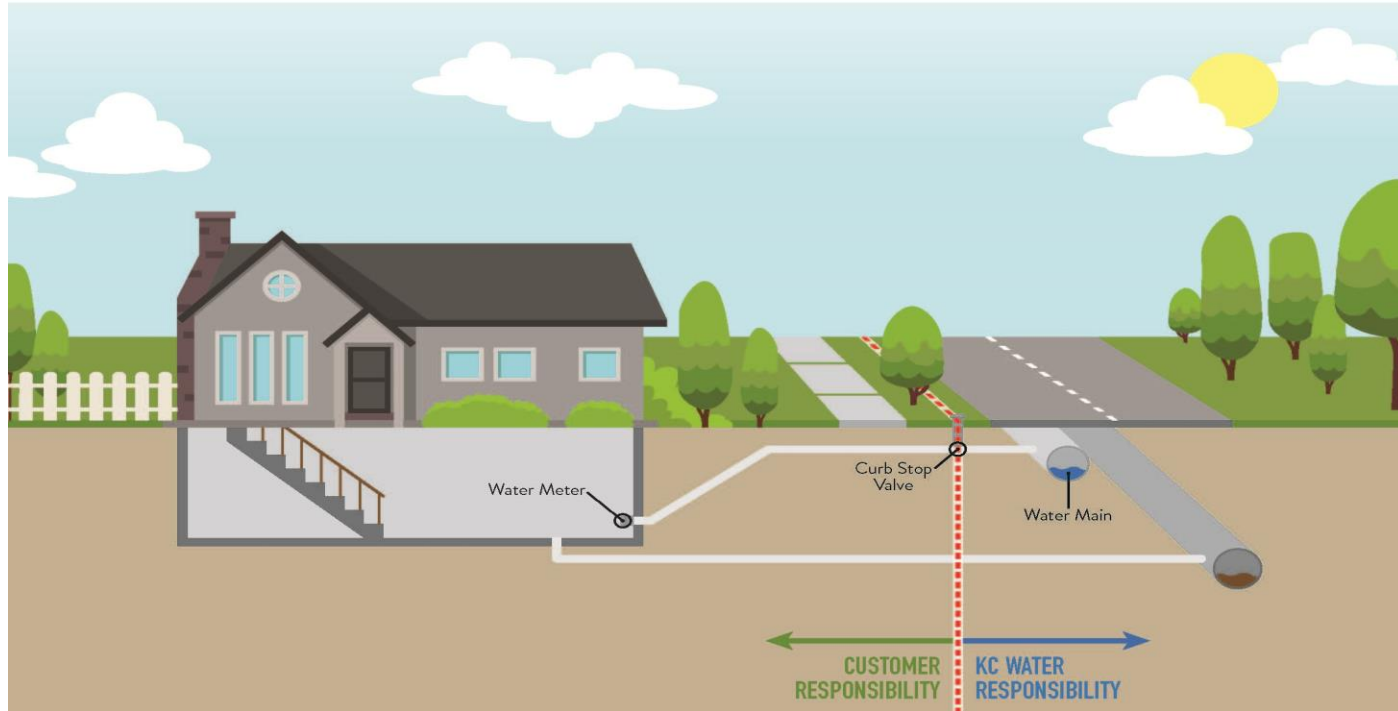 Water Meter
Curb Stop
Valve
Water Main
CUSTOMER
RESPONSIBILITY
KC WATER
RESPONSIBILITY